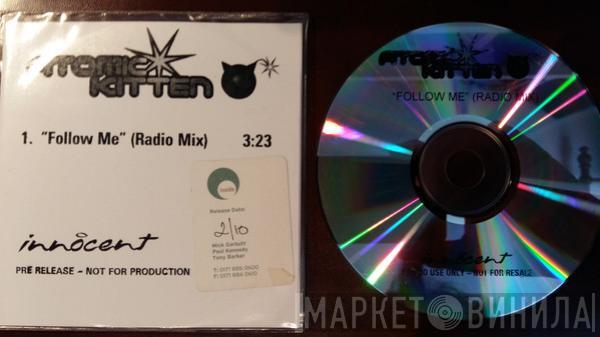 ATOMIC KITTEN
1. "Follow Me" (Radio Mix) 3:23
inside
Release Date:
2/10
Mick Garbutt
Paul Kennedy
Tony Barker
innocent
PRE RELEASE - NOT FOR PRODUCTION
ATOMIC KITTEN
"FOLLOW ME" (RADIO MIX)
innocent
USE ONLY - NOT FOR RESALE
МАРКЕТ ВИНИЛА